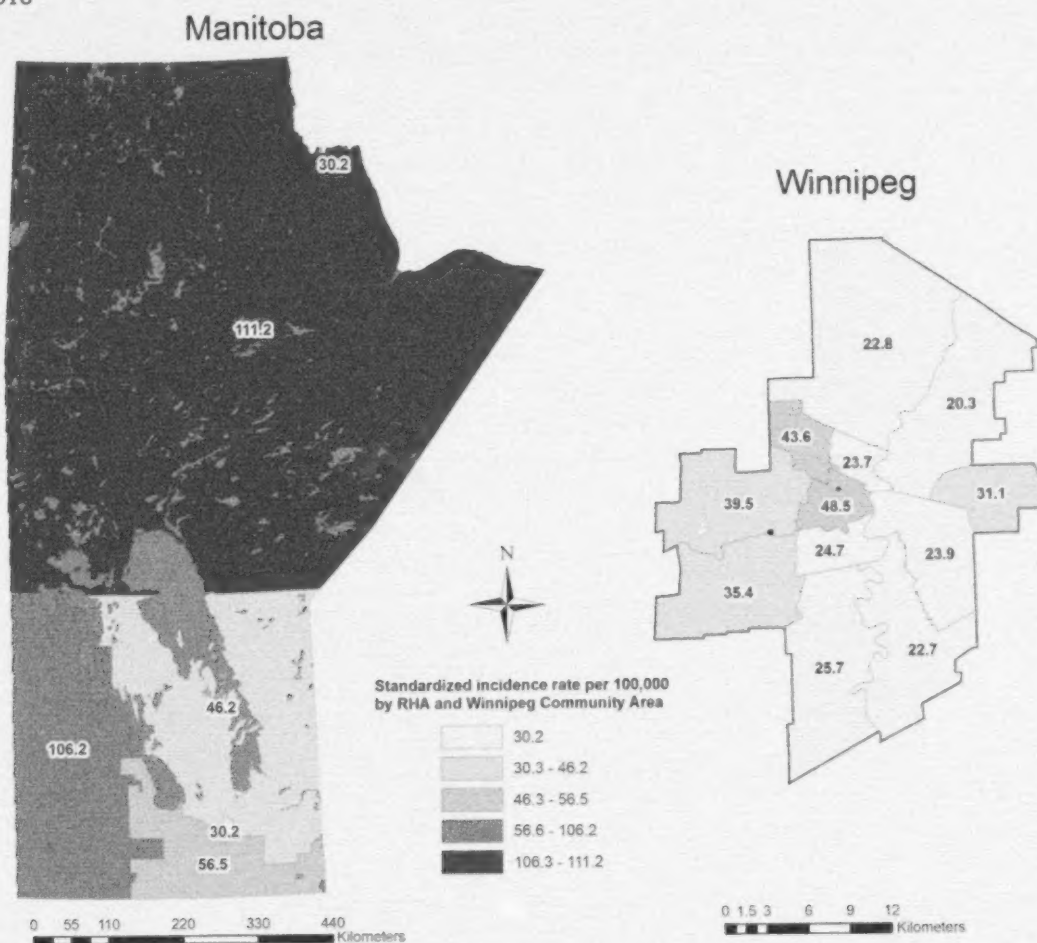 Manitoba
30.2
Winnipeg
111.2
22.8
20.3
43.6
23.7
31.1
39.5
48.5
24.7
23.9
35.4
N
22.7
25.7
Standardized incidence rate per 100,000
by RHA and Winnipeg Community Area
46.2
30.2
106.2
30.3 - 46.2
46.3 - 56.5
56.6 - 106.2
30.2
56.5
106.3 - 111.2
0 55 110 220 330 440
Kilometers
0 1.5 3 6 9 12
Kilometers